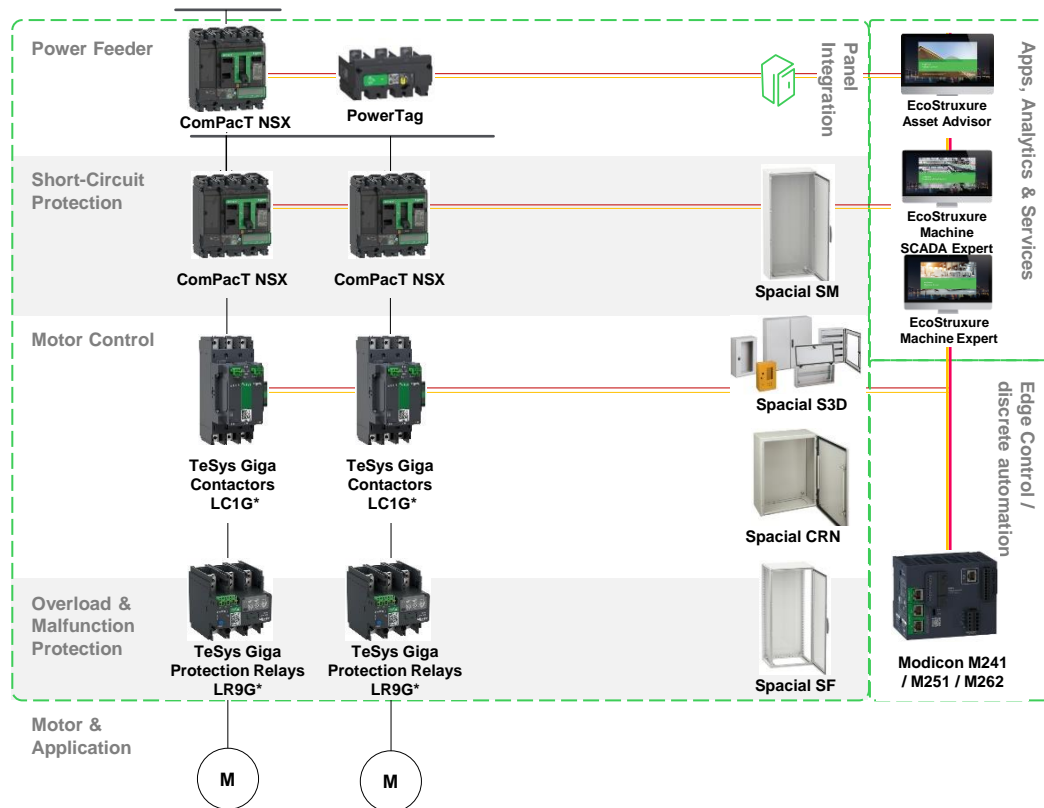 Power Feeder
ComPacT NSX
PowerTag
Panel
Integration
EcoStruxure
Asset Advisor
Apps, Analytics & Services
Short-Circuit
Protection
ComPacT NSX
ComPacT NSX
Spacial SM
EcoStruxure
Machine
SCADA Expert
EcoStruxure
Machine Expert
Motor Control
TeSys Giga
Contactors
LC1G*
TeSys Giga
Contactors
LC1G*
Spacial S3D
Spacial CRN
Edge Control /
discrete automation
Overload &
Malfunction
Protection
TeSys Giga
Protection Relays
LR9G*
TeSys Giga
Protection Relays
LR9G*
Spacial SF
Modicon M241
/ M251 / M262
Motor &
Application
M
M